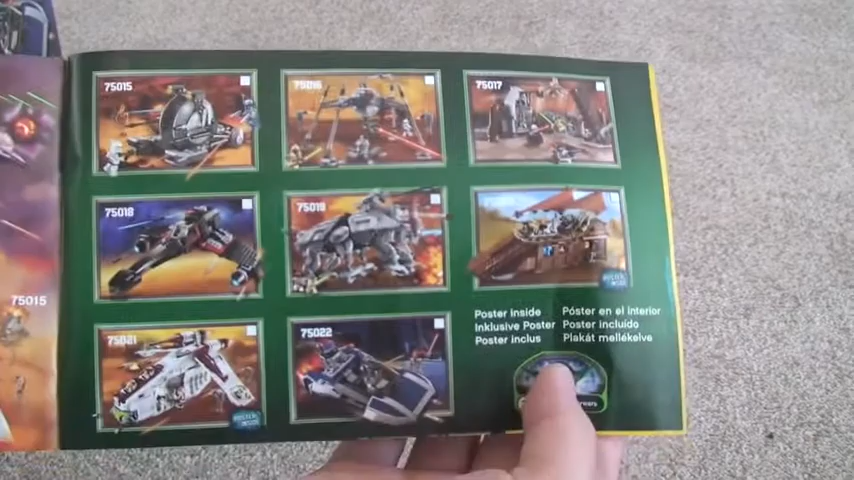 75015
75016
75017
75018
75019
75021
75022
Poster inside
Inklusive Poster
Poster inclus
Póster en el interior
Poster incluído
Plakát mellékelve
75015